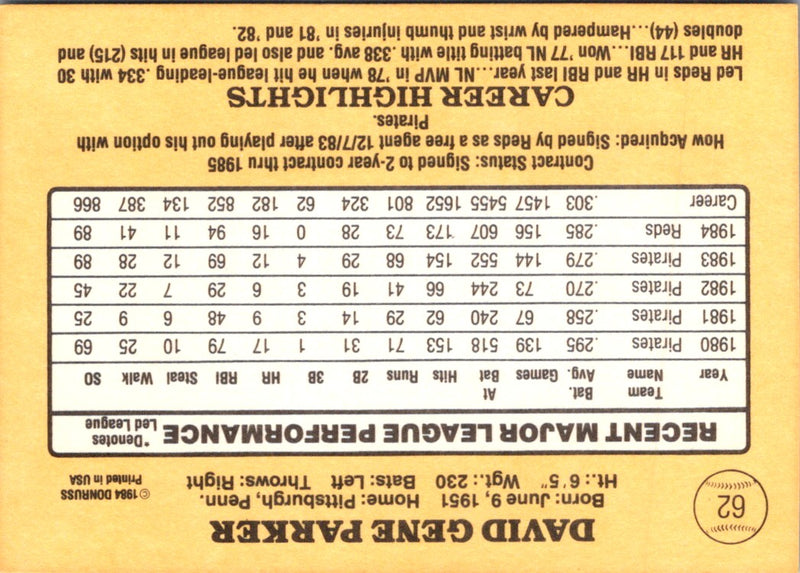 62
DAVID GENE PARKER
Born: June 9, 1951 Home: Pittsburgh, Penn.
Ht.: 6'5" Wgt.: 230 Bats: Left Throws: Right
© 1984 DONRUSS
Printed in USA
RECENT MAJOR LEAGUE PERFORMANCE
*Denotes
Led League
Year Team Name Bat. Avg. Games At Bat Hits Runs 2B 3B HR RBI Steal Walk SO
1980 Pirates .295 139 518 153 71 31 1 17 79 10 25 69
1981 Pirates .258 67 240 62 29 14 3 9 48 6 9 25
1982 Pirates .270 73 244 66 41 19 3 6 29 7 22 45
1983 Pirates .279 144 552 154 68 29 4 12 69 12 28 89
1984 Reds .285 156 607 173 73 28 0 16 94 11 41 89
Career .303 1457 5455 1652 801 324 62 182 852 134 387 866
Contract Status: Signed to 2-year contract thru 1985
How Acquired: Signed by Reds as a free agent 12/7/83 after playing out his option with
Pirates.
CAREER HIGHLIGHTS
Led Reds in HR and RBI last year...NL MVP in '78 when he hit league-leading .334 with 30
HR and 117 RBI...Won '77 NL batting title with .338 avg. and also led league in hits (215) and
doubles (44)...Hampered by wrist and thumb injuries in '81 and '82.